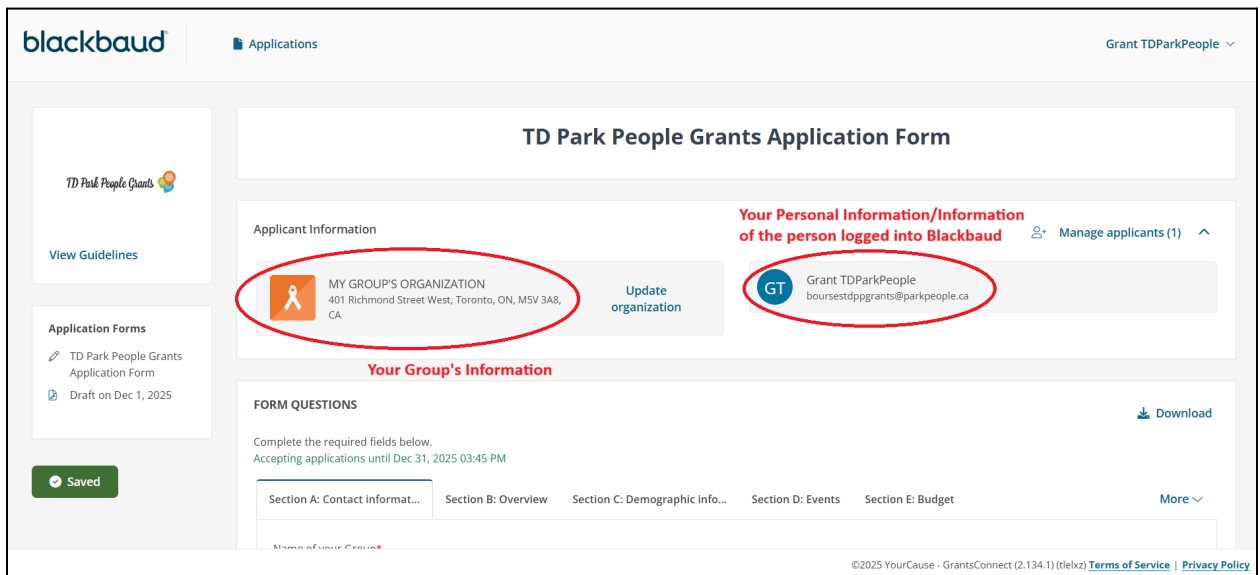 blackbaud
Applications
Grant TDParkPeople
TD Park People Grants
View Guidelines
Application Forms
TD Park People Grants
Application Form
Draft on Dec 1, 2025
Saved
TD Park People Grants Application Form
Applicant Information
Your Personal Information/Information
of the person logged into Blackbaud
Manage applicants (1)
MY GROUP'S ORGANIZATION
401 Richmond Street West, Toronto, ON, M5V 3A8,
CA
Update
organization
GT
Grant TDParkPeople
boursestdppgrants@parkpeople.ca
Your Group's Information
FORM QUESTIONS
Download
Complete the required fields below.
Accepting applications until Dec 31, 2025 03:45 PM
Section A: Contact informat...
Section B: Overview
Section C: Demographic info...
Section D: Events
Section E: Budget
More
Name of your Group*
©2025 YourCause - GrantsConnect (2.134.1) (tlelxz) Terms of Service | Privacy Policy